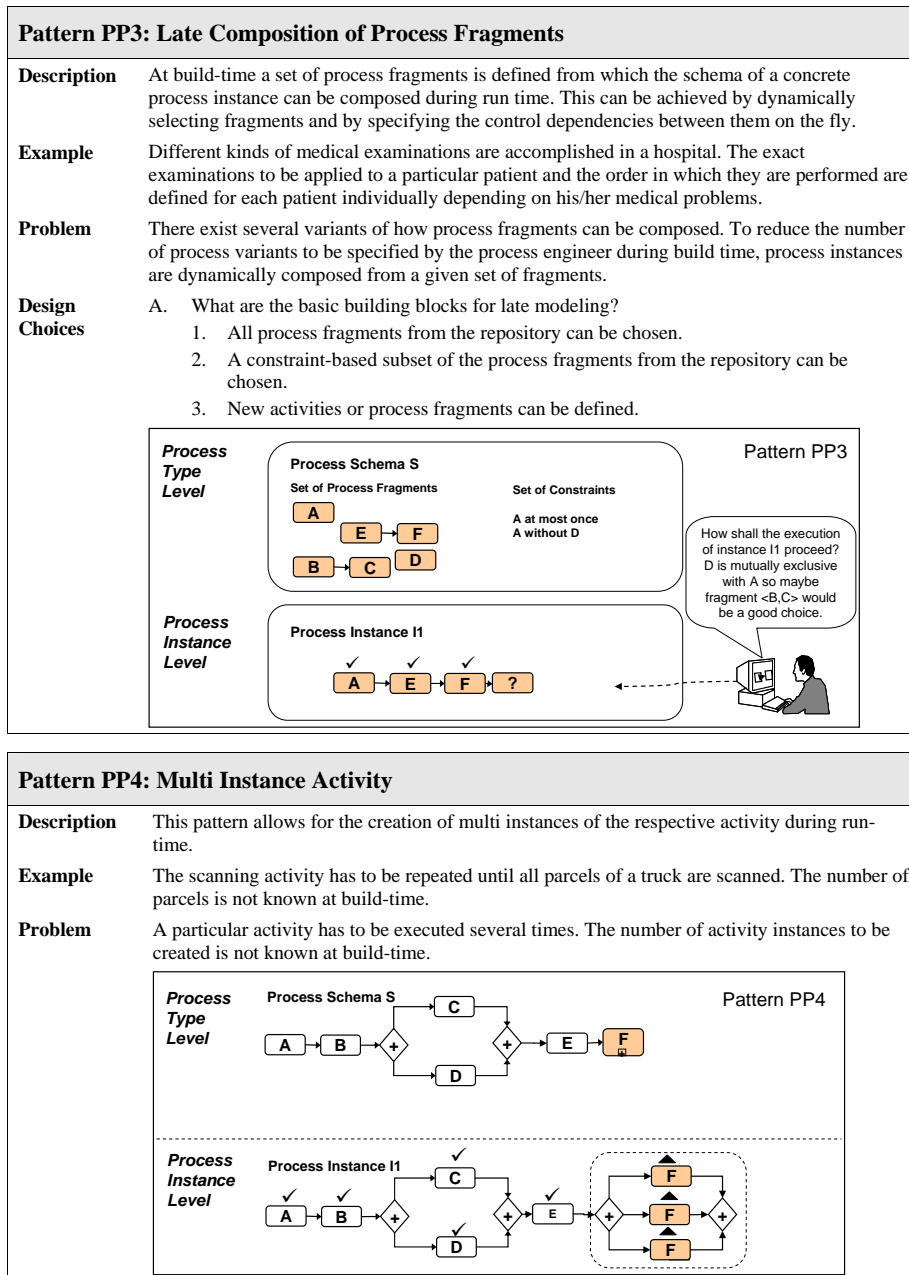 Pattern PP3: Late Composition of Process Fragments
Description At build-time a set of process fragments is defined from which the schema of a concrete
process instance can be composed during run time. This can be achieved by dynamically
selecting fragments and by specifying the control dependencies between them on the fly.
Example Different kinds of medical examinations are accomplished in a hospital. The exact
examinations to be applied to a particular patient and the order in which they are performed are
defined for each patient individually depending on his/her medical problems.
Problem There exist several variants of how process fragments can be composed. To reduce the number
of process variants to be specified by the process engineer during build time, process instances
are dynamically composed from a given set of fragments.
Design Choices A. What are the basic building blocks for late modeling?
1. All process fragments from the repository can be chosen.
2. A constraint-based subset of the process fragments from the repository can be
chosen.
3. New activities or process fragments can be defined.
Process Type Level
Pattern PP3
Process Schema S
Set of Process Fragments
Set of Constraints
A
E F
B C D
A at most once
A without D
How shall the execution
of instance I1 proceed?
D is mutually exclusive
with A so maybe
fragment <B,C> would
be a good choice.
Process Instance Level
Process Instance I1
✓ ✓ ✓
A E F ?
Pattern PP4: Multi Instance Activity
Description This pattern allows for the creation of multi instances of the respective activity during run-
time.
Example The scanning activity has to be repeated until all parcels of a truck are scanned. The number of
parcels is not known at build-time.
Problem A particular activity has to be executed several times. The number of activity instances to be
created is not known at build-time.
Process Type Level
Process Schema S
Pattern PP4
C
A B + + E F
D
Process Instance Level
Process Instance I1
C
A B + + E + F +
D
F
F